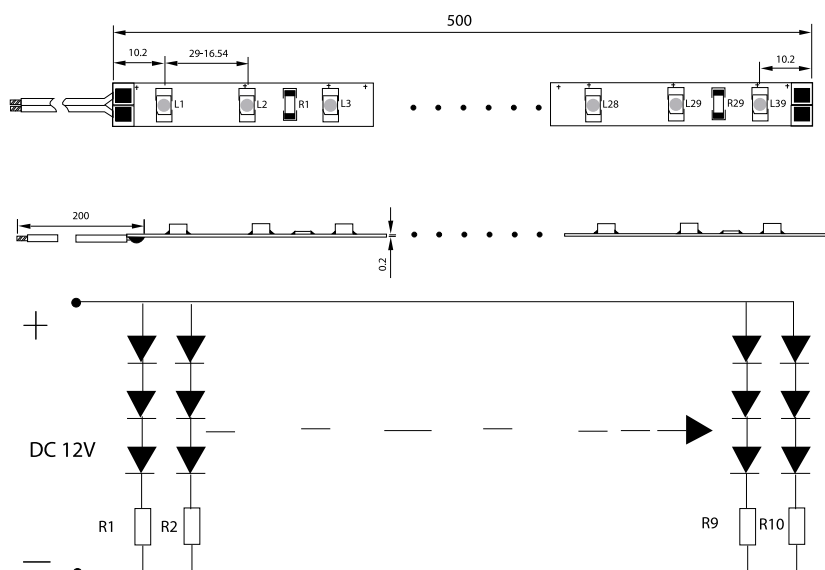 500
10.2
29-16.54
10.2
L1
L2
R1
L3
L28
L29
R29
L39
200
0.2
+
DC 12V
R1
R2
R9
R10
—